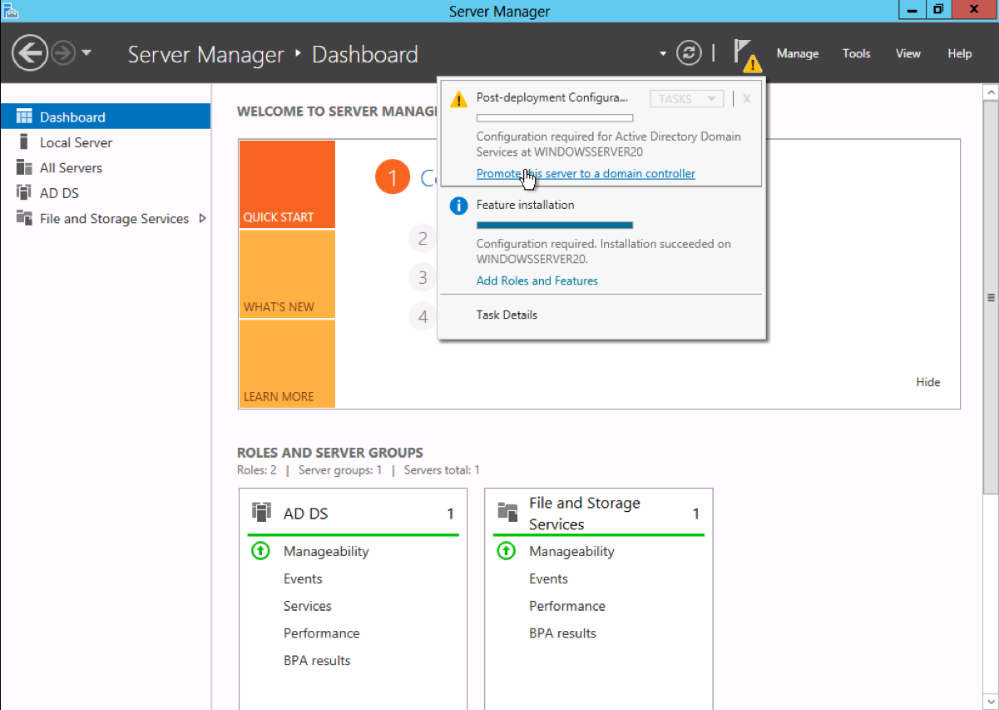 Server Manager
Server Manager ‣ Dashboard
Manage
Tools
View
Help
Dashboard
Local Server
All Servers
AD DS
File and Storage Services
WELCOME TO SERVER
QUICK START
WHAT'S NEW
LEARN MORE
1
2
3
4
Post-deployment Configura...
TASKS
X
Configuration required for Active Directory Domain
Services at WINDOWSSERVER20
Promote this server to a domain controller
Feature installation
Configuration required. Installation succeeded on
WINDOWSSERVER20.
Add Roles and Features
Task Details
Hide
ROLES AND SERVER GROUPS
Roles: 2 | Server groups: 1 | Servers total: 1
AD DS 1
Manageability
Events
Services
Performance
BPA results
File and Storage
Services 1
Manageability
Events
Performance
BPA results